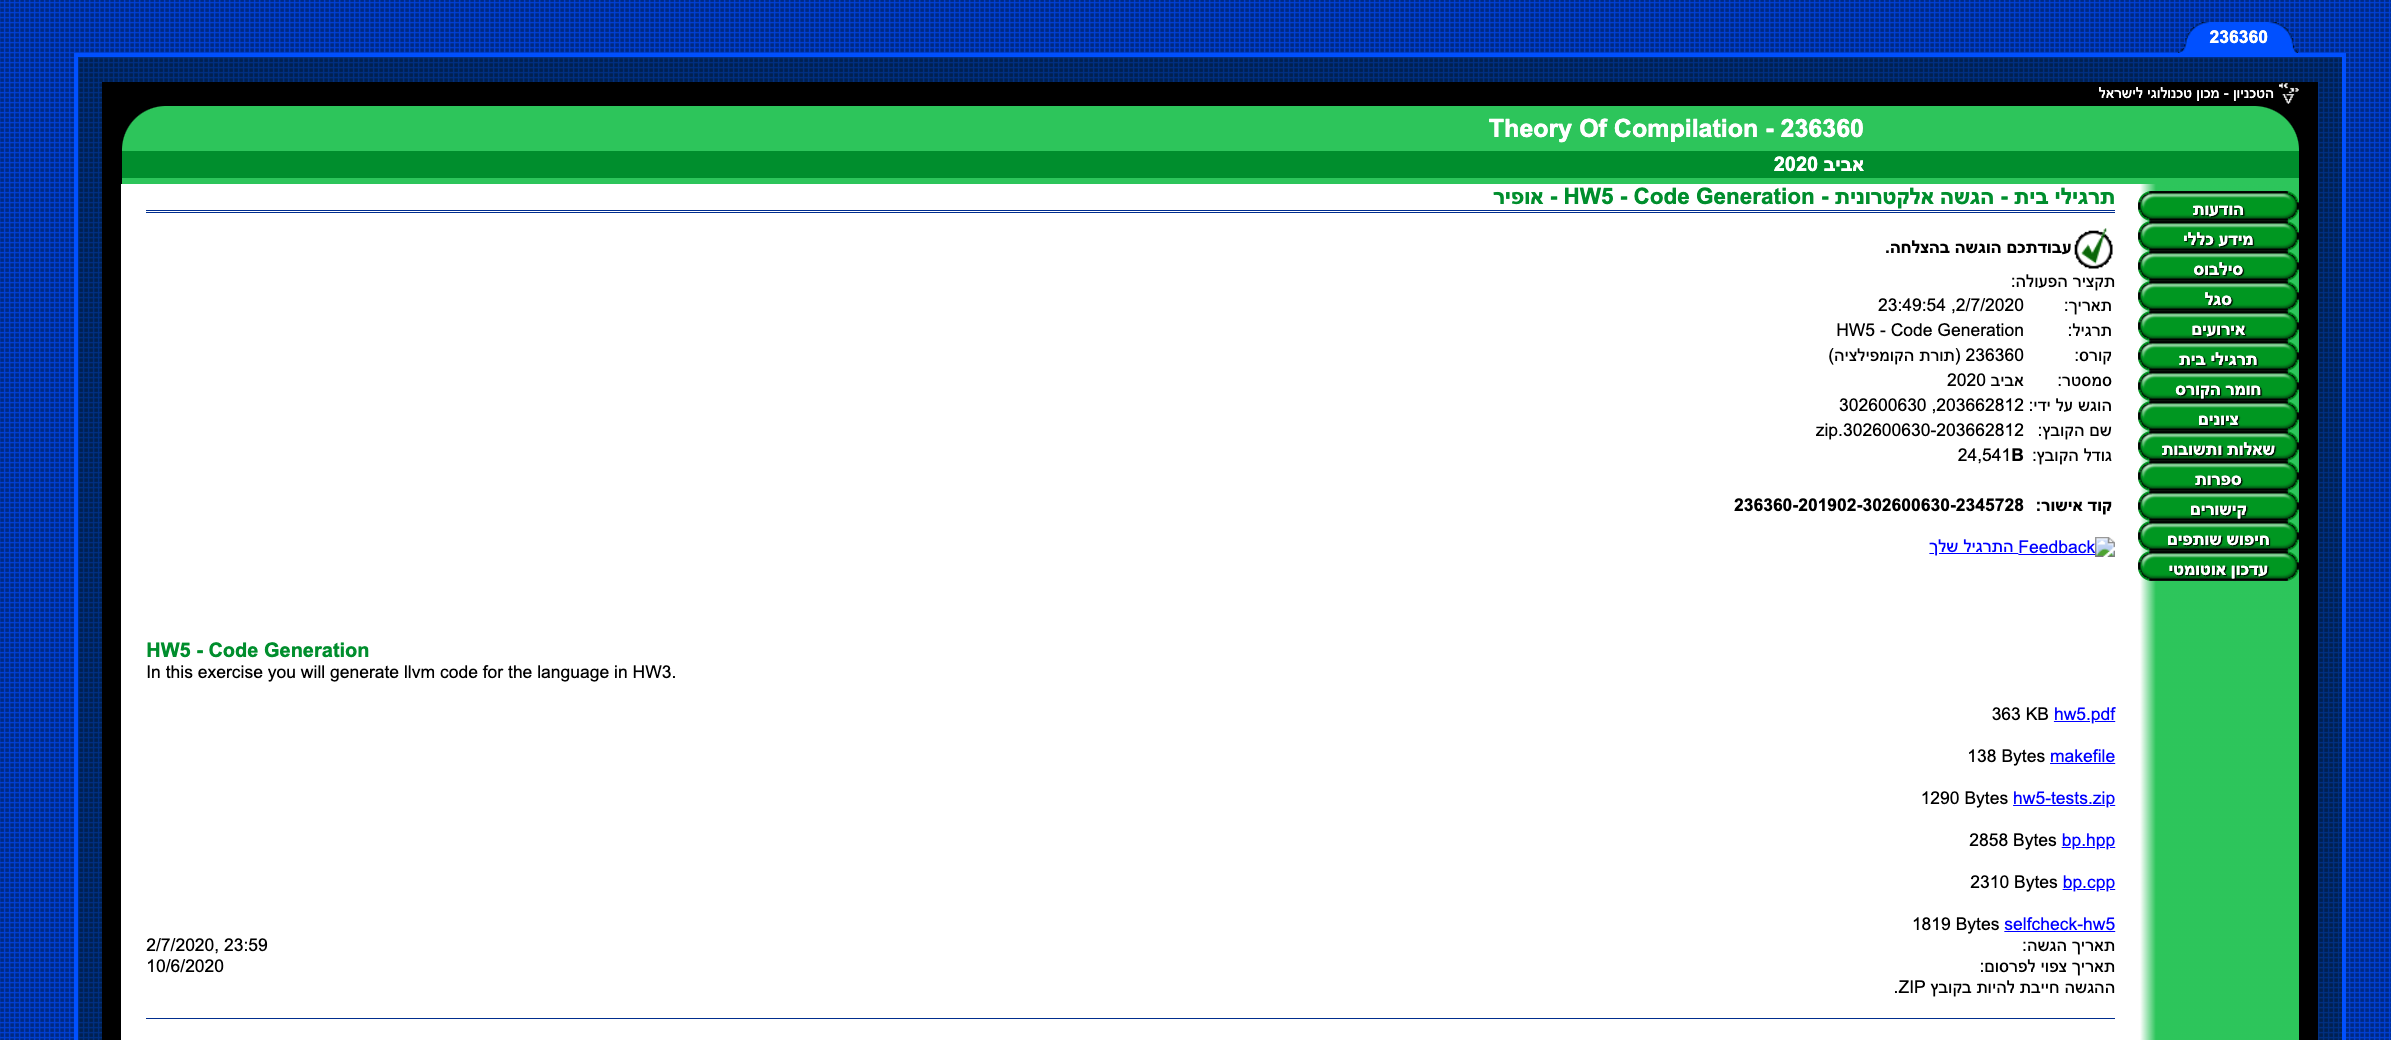 236360
הטכניון - מכון טכנולוגי לישראל
Theory Of Compilation - 236360
אביב 2020
תרגילי בית - הגשה אלקטרונית - HW5 - Code Generation - אופיר
הודעות
מידע כללי
סילבוס
סגל
אירועים
תרגילי בית
חומר הקורס
ציונים
שאלות ותשובות
ספרות
קישורים
חיפוש שותפים
עדכון אוטומטי
עבודתכם הוגשה בהצלחה.
תקציר הפעולה:
תאריך: 2/7/2020, 23:49:54
תרגיל: HW5 - Code Generation
קורס: 236360 (תורת הקומפילציה)
סמסטר: אביב 2020
הוגש על ידי: 203662812, 302600630
שם הקובץ: 302600630-203662812.zip
גודל הקובץ: 24,541B
קוד אישור: 236360-201902-302600630-2345728
Feedback התרגיל שלך
HW5 - Code Generation
In this exercise you will generate llvm code for the language in HW3.
hw5.pdf 363 KB
makefile 138 Bytes
hw5-tests.zip 1290 Bytes
bp.hpp 2858 Bytes
bp.cpp 2310 Bytes
selfcheck-hw5 1819 Bytes
תאריך הגשה: 2/7/2020, 23:59
תאריך צפוי לפרסום: 10/6/2020
ההגשה חייבת להיות בקובץ ZIP.